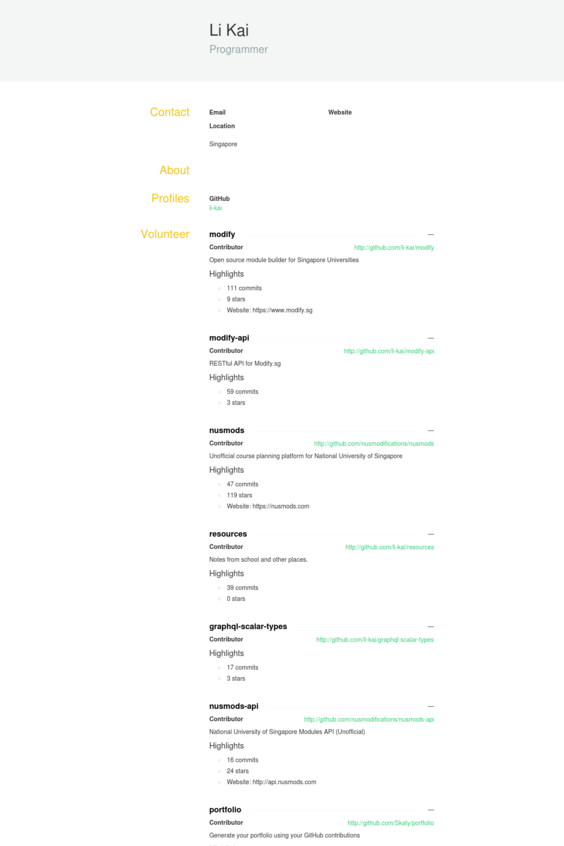 Li Kai
Programmer
Contact
Email Website
Location
Singapore
About
Profiles
GitHub
li-kai
Volunteer
modify —
Contributor http://github.com/li-kai/modify
Open source module builder for Singapore Universities
Highlights
111 commits
9 stars
Website: https://www.modify.sg
modify-api —
Contributor http://github.com/li-kai/modify-api
RESTful API for Modify.sg
Highlights
59 commits
3 stars
nusmods —
Contributor http://github.com/nusmodifications/nusmods
Unofficial course planning platform for National University of Singapore
Highlights
47 commits
119 stars
Website: https://nusmods.com
resources —
Contributor http://github.com/li-kai/resources
Notes from school and other places.
Highlights
39 commits
0 stars
graphql-scalar-types —
Contributor http://github.com/li-kai/graphql-scalar-types
Highlights
17 commits
3 stars
nusmods-api —
Contributor http://github.com/nusmodifications/nusmods-api
National University of Singapore Modules API (Unofficial)
Highlights
16 commits
24 stars
Website: http://api.nusmods.com
portfolio —
Contributor http://github.com/Skaty/portfolio
Generate your portfolio using your GitHub contributions